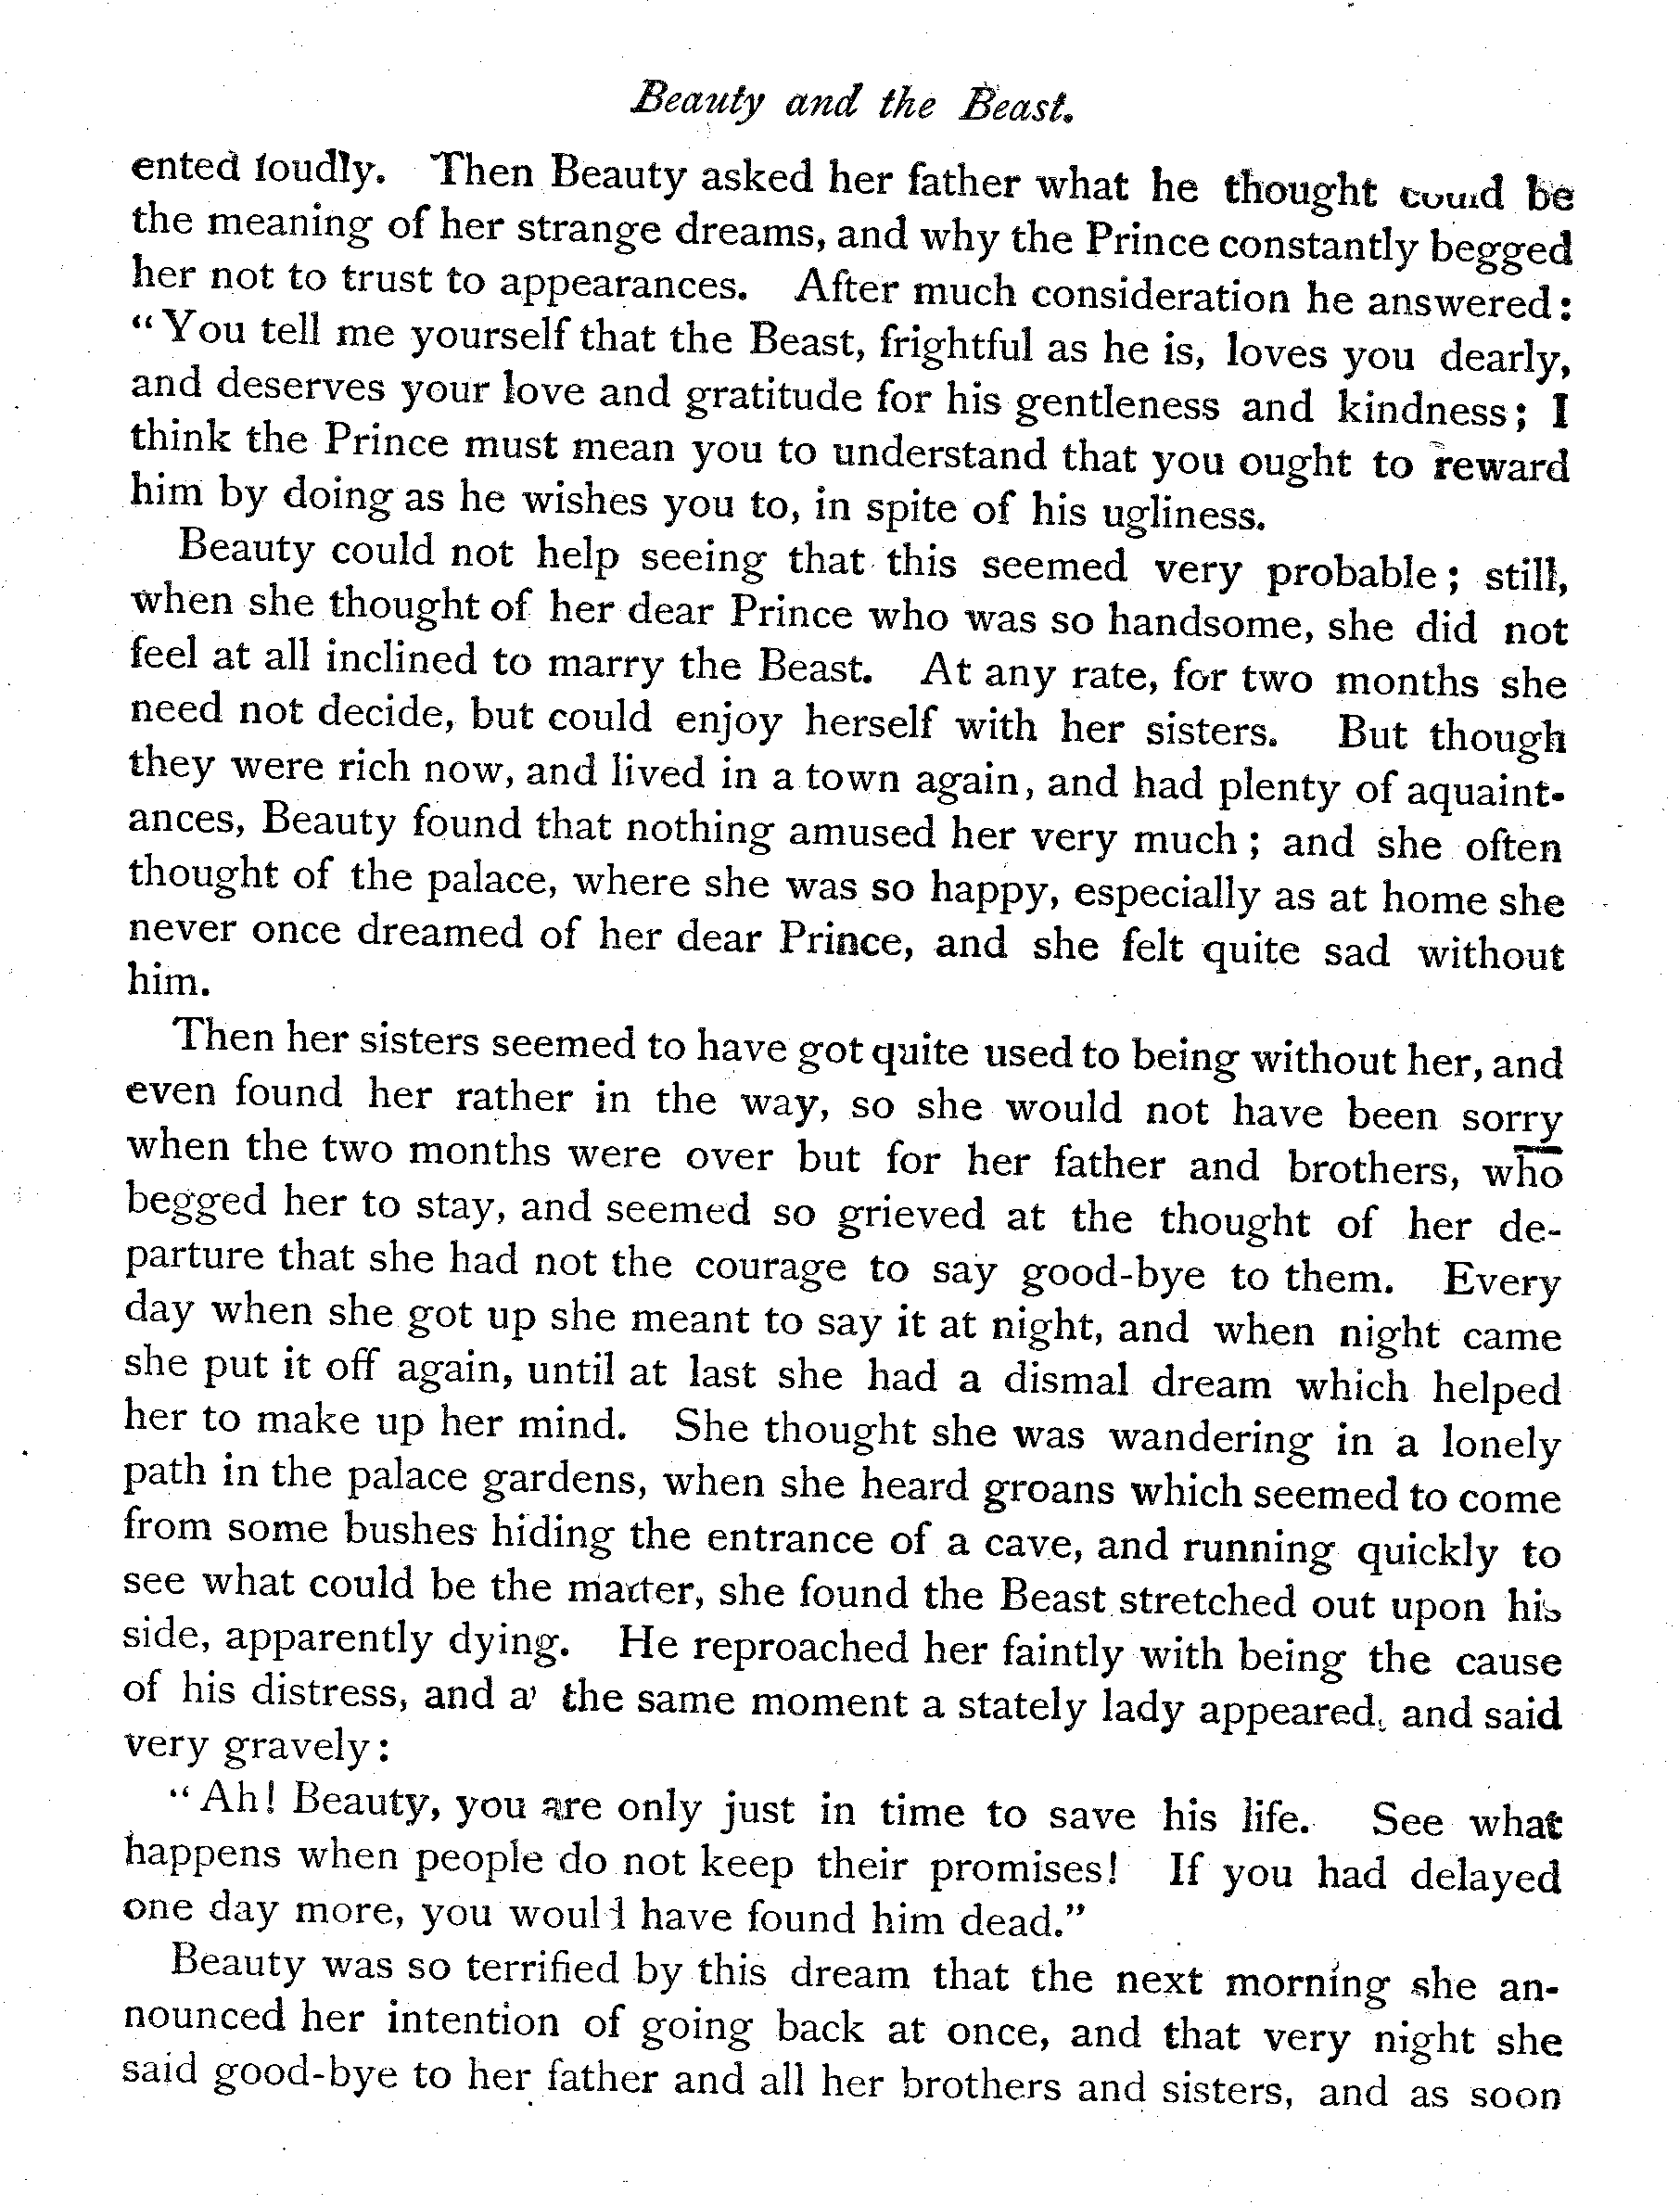 Beauty and the Beast.
ented loudly. Then Beauty asked her father what he thought could be
the meaning of her strange dreams, and why the Prince constantly begged
her not to trust to appearances. After much consideration he answered:
“You tell me yourself that the Beast, frightful as he is, loves you dearly,
and deserves your love and gratitude for his gentleness and kindness; I
think the Prince must mean you to understand that you ought to reward
him by doing as he wishes you to, in spite of his ugliness.
Beauty could not help seeing that this seemed very probable; still,
when she thought of her dear Prince who was so handsome, she did not
feel at all inclined to marry the Beast. At any rate, for two months she
need not decide, but could enjoy herself with her sisters. But though
they were rich now, and lived in a town again, and had plenty of aquaint-
ances, Beauty found that nothing amused her very much; and she often
thought of the palace, where she was so happy, especially as at home she
never once dreamed of her dear Prince, and she felt quite sad without
him.
Then her sisters seemed to have got quite used to being without her, and
even found her rather in the way, so she would not have been sorry
when the two months were over but for her father and brothers, who
begged her to stay, and seemed so grieved at the thought of her de-
parture that she had not the courage to say good-bye to them. Every
day when she got up she meant to say it at night, and when night came
she put it off again, until at last she had a dismal dream which helped
her to make up her mind. She thought she was wandering in a lonely
path in the palace gardens, when she heard groans which seemed to come
from some bushes hiding the entrance of a cave, and running quickly to
see what could be the matter, she found the Beast stretched out upon his
side, apparently dying. He reproached her faintly with being the cause
of his distress, and a' the same moment a stately lady appeared, and said
very gravely:
“Ah! Beauty, you are only just in time to save his life. See what
happens when people do not keep their promises! If you had delayed
one day more, you would have found him dead.”
Beauty was so terrified by this dream that the next morning she an-
nounced her intention of going back at once, and that very night she
said good-bye to her father and all her brothers and sisters, and as soon